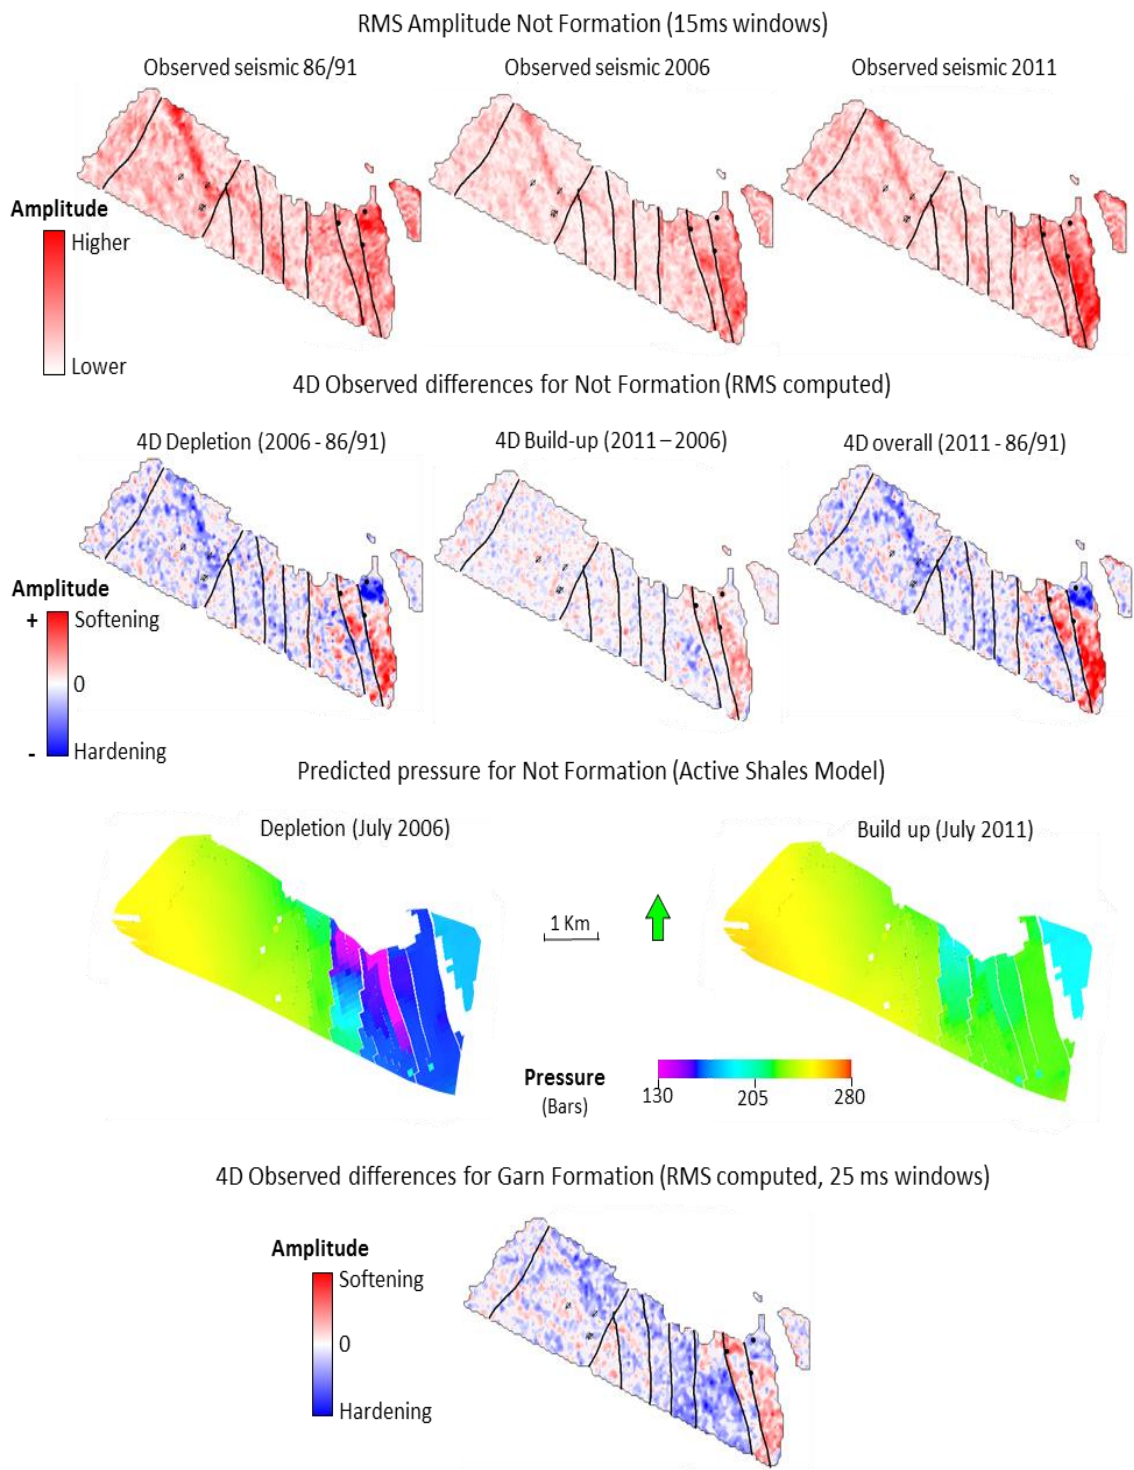 RMS Amplitude Not Formation (15ms windows)
Observed seismic 86/91
Observed seismic 2006
Observed seismic 2011
Amplitude
Higher
Lower
4D Observed differences for Not Formation (RMS computed)
4D Depletion (2006 - 86/91)
4D Build-up (2011 – 2006)
4D overall (2011 - 86/91)
Amplitude
+ Softening
0
- Hardening
Predicted pressure for Not Formation (Active Shales Model)
Depletion (July 2006)
Build up (July 2011)
1 Km
Pressure
(Bars)
130 205 280
4D Observed differences for Garn Formation (RMS computed, 25 ms windows)
Amplitude
Softening
0
Hardening